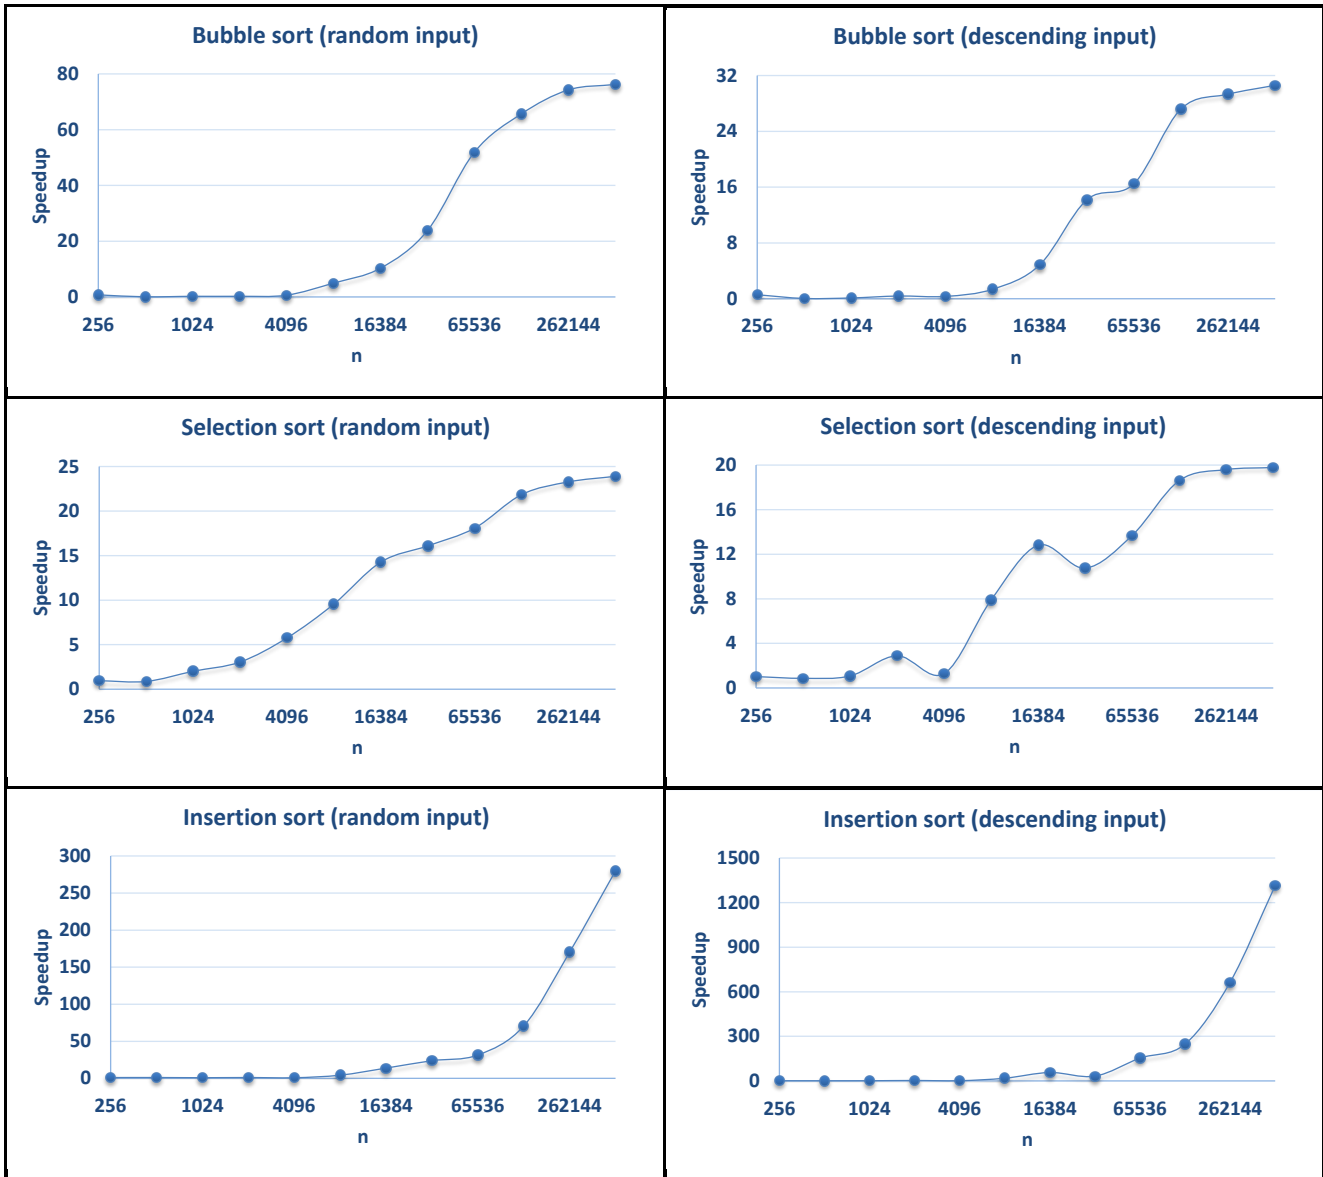 Bubble sort (random input)
80
60
40
20
0
Speedup
256 1024 4096 16384 65536 262144
n
Bubble sort (descending input)
32
24
16
8
0
Speedup
256 1024 4096 16384 65536 262144
n
Selection sort (random input)
25
20
15
10
5
0
Speedup
256 1024 4096 16384 65536 262144
n
Selection sort (descending input)
20
16
12
8
4
0
Speedup
256 1024 4096 16384 65536 262144
n
Insertion sort (random input)
300
250
200
150
100
50
0
Speedup
256 1024 4096 16384 65536 262144
n
Insertion sort (descending input)
1500
1200
900
600
300
0
Speedup
256 1024 4096 16384 65536 262144
n